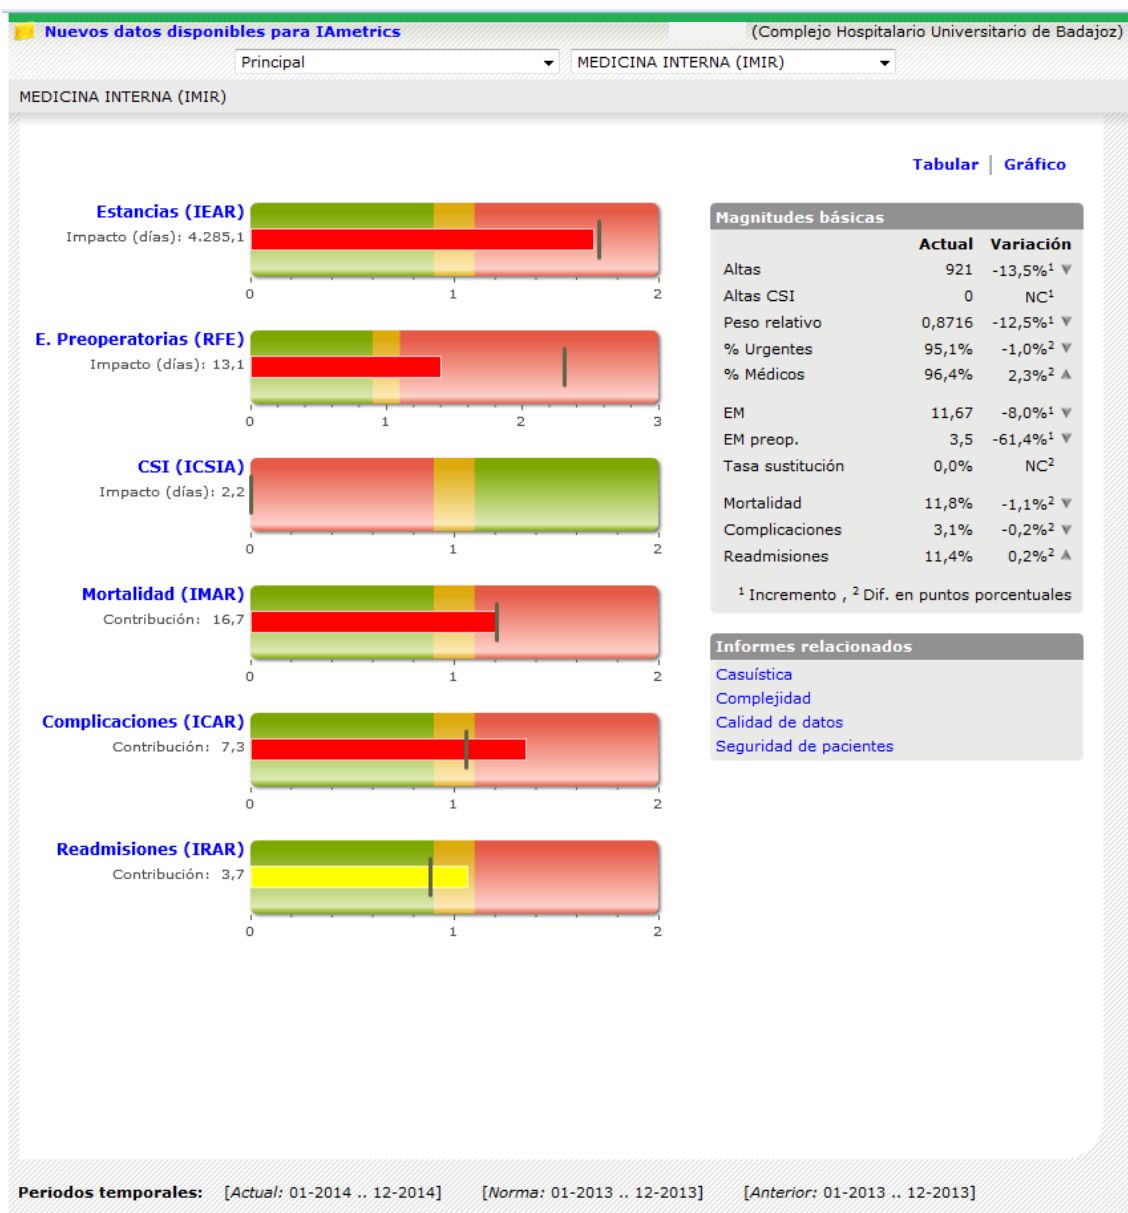 Nuevos datos disponibles para IAmetrics
(Complejo Hospitalario Universitario de Badajoz)
Principal
MEDICINA INTERNA (IMIR)
MEDICINA INTERNA (IMIR)
Tabular | Gráfico
Estancias (IEAR)
Impacto (días): 4.285,1
0 1 2
E. Preoperatorias (RFE)
Impacto (días): 13,1
0 1 2 3
CSI (ICSIA)
Impacto (días): 2,2
0 1 2
Mortalidad (IMAR)
Contribución: 16,7
0 1 2
Complicaciones (ICAR)
Contribución: 7,3
0 1 2
Readmisiones (IRAR)
Contribución: 3,7
0 1 2
Magnitudes básicas
Actual Variación
Altas 921 -13,5%¹ ▼
Altas CSI 0 NC¹
Peso relativo 0,8716 -12,5%¹ ▼
% Urgentes 95,1% -1,0%² ▼
% Médicos 96,4% 2,3%² ▲
EM 11,67 -8,0%¹ ▼
EM preop. 3,5 -61,4%¹ ▼
Tasa sustitución 0,0% NC²
Mortalidad 11,8% -1,1%² ▼
Complicaciones 3,1% -0,2%² ▼
Readmisiones 11,4% 0,2%² ▲
¹ Incremento , ² Dif. en puntos porcentuales
Informes relacionados
Casuística
Complejidad
Calidad de datos
Seguridad de pacientes
Periodos temporales: [Actual: 01-2014 .. 12-2014] [Norma: 01-2013 .. 12-2013] [Anterior: 01-2013 .. 12-2013]